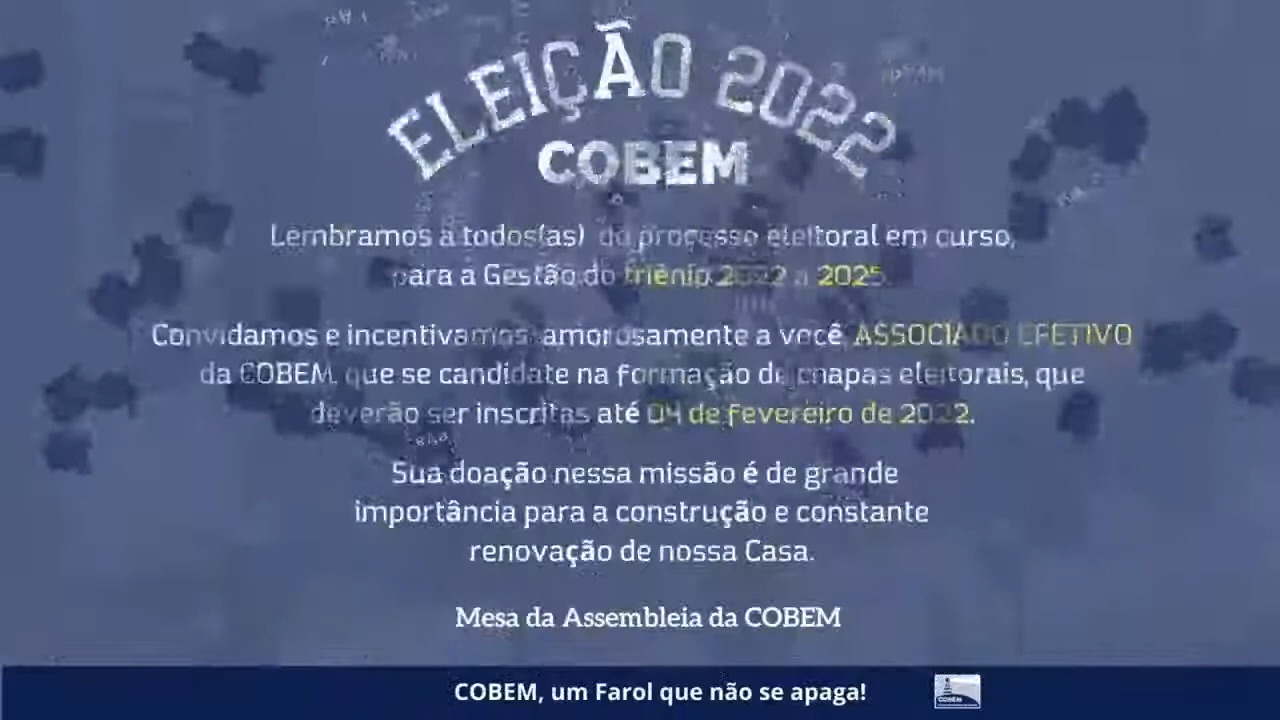 ELEIÇÃO 2022
COBEM
Lembramos a todos(as) do processo eleitoral em curso,
para a Gestão do triênio 2022 a 2025.
Convidamos e incentivamos amorosamente a você, ASSOCIADO EFETIVO
da COBEM, que se candidate na formação de chapas eleitorais, que
deverão ser inscritas até 04 de fevereiro de 2022.
Sua doação nessa missão é de grande
importância para a construção e constante
renovação de nossa Casa.
Mesa da Assembleia da COBEM
COBEM, um Farol que não se apaga!
COBEM